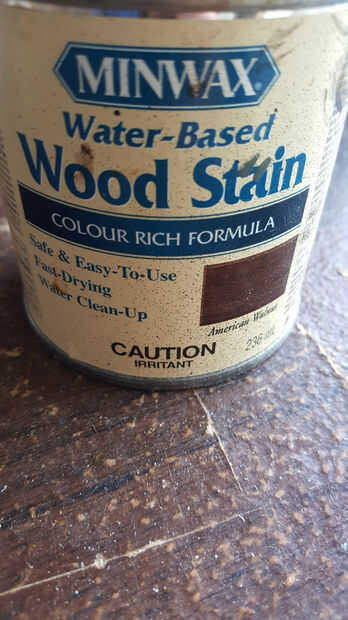 MINWAX
Water-Based
Wood Stain
COLOUR RICH FORMULA
Safe & Easy-To-Use
Fast-Drying
Water Clean-Up
American Walnut
CAUTION
236 mL
IRRITANT